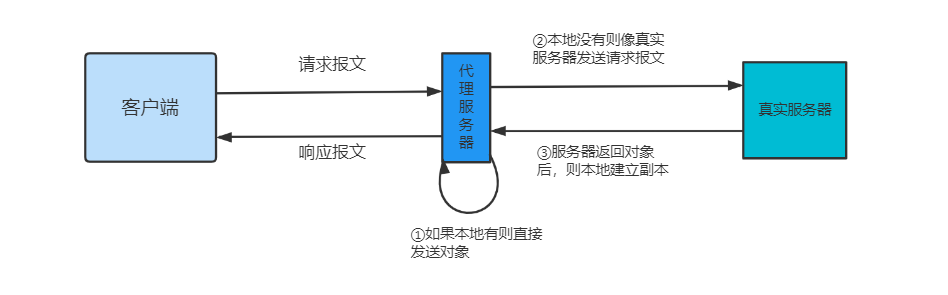 客户端
请求报文
响应报文
代理服务器
②本地没有则像真实
服务器发送请求报文
真实服务器
③服务器返回对象
后，则本地建立副本
①如果本地有则直接
发送对象